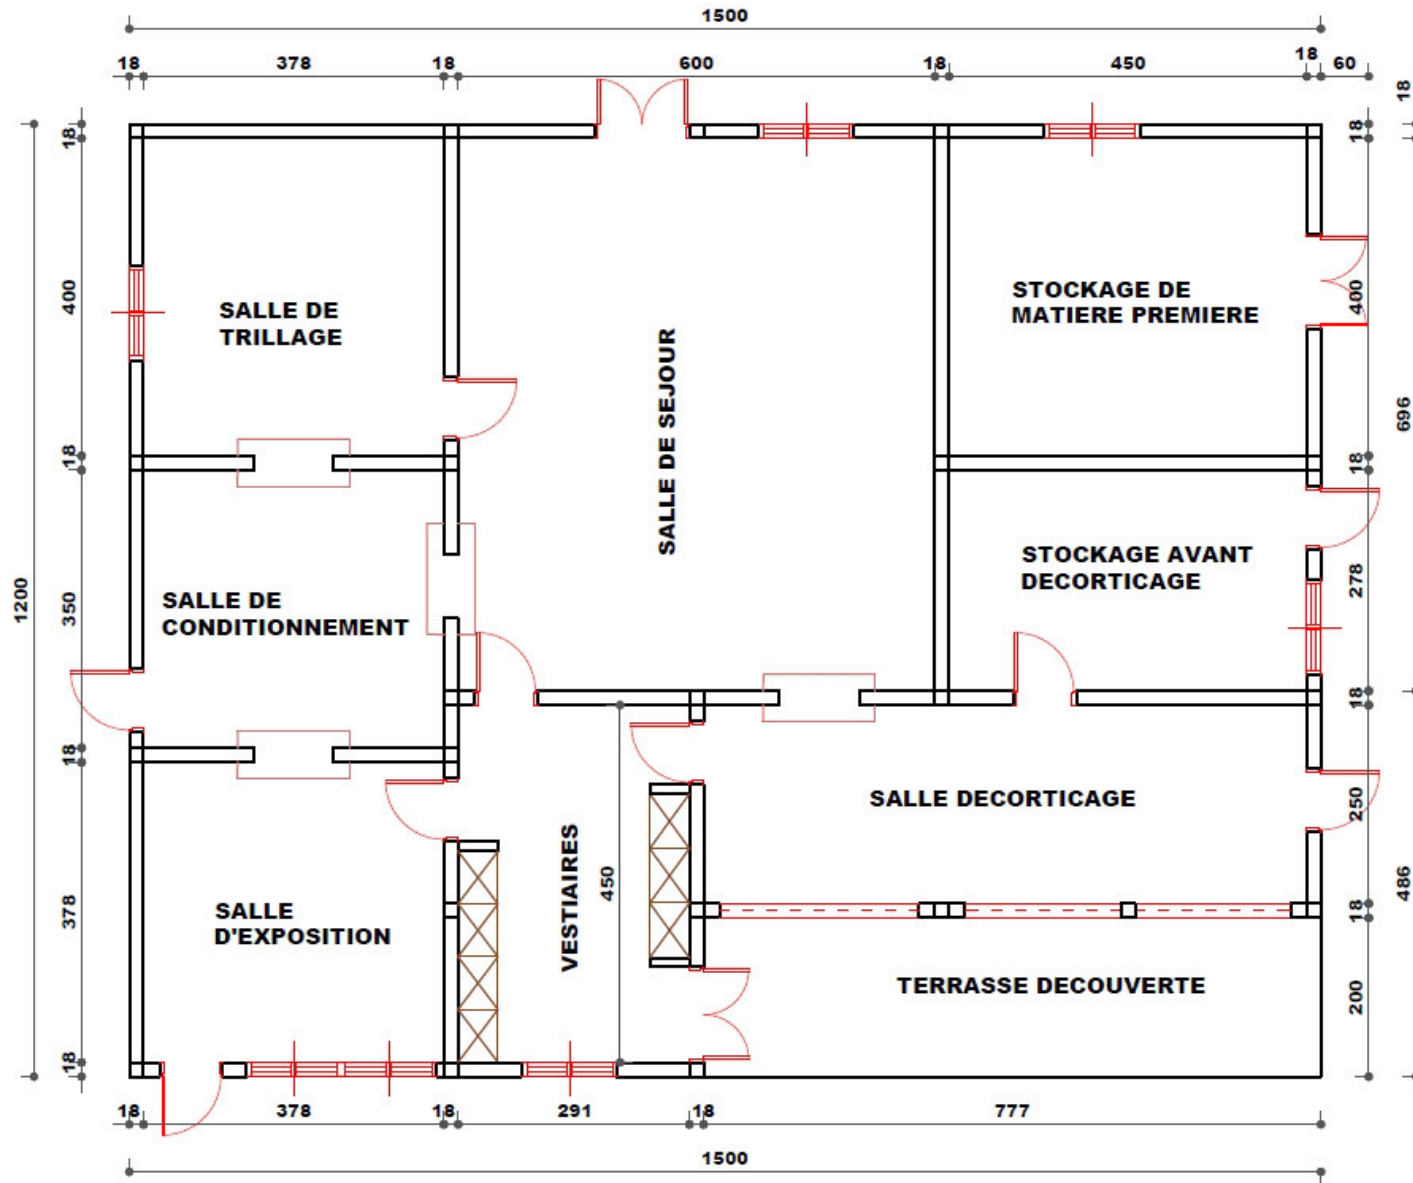 1500
18 378 18 600 18 450 18 60
18
18
18
400
18
350
18
378
18
1200
18
400
18
278
18
250
18
200
696
486
SALLE DE
TRILLAGE
SALLE DE SEJOUR
STOCKAGE DE
MATIERE PREMIERE
STOCKAGE AVANT
DECORTICAGE
SALLE DE
CONDITIONNEMENT
SALLE DECORTICAGE
VESTIAIRES
450
SALLE
D'EXPOSITION
TERRASSE DECOUVERTE
18 378 18 291 18 777
1500